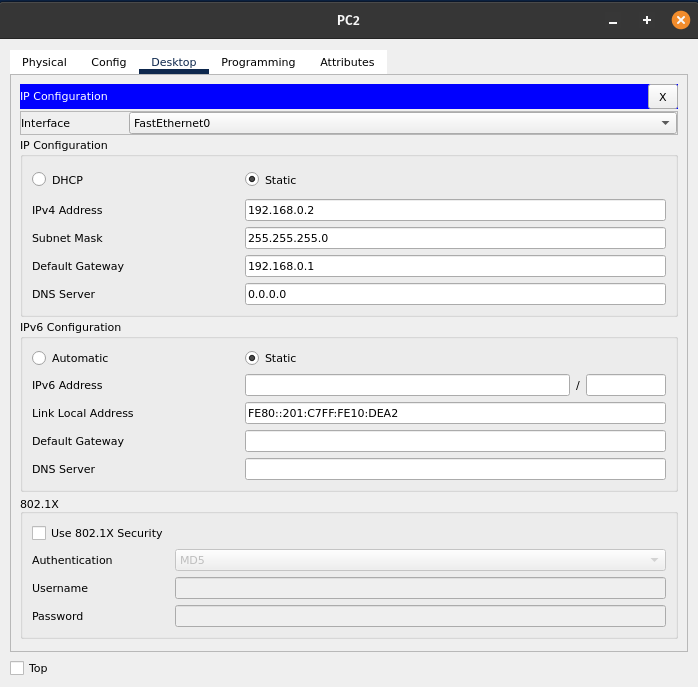 PC2
Physical Config Desktop Programming Attributes
IP Configuration X
Interface FastEthernet0
IP Configuration
DHCP Static
IPv4 Address 192.168.0.2
Subnet Mask 255.255.255.0
Default Gateway 192.168.0.1
DNS Server 0.0.0.0
IPv6 Configuration
Automatic Static
IPv6 Address /
Link Local Address FE80::201:C7FF:FE10:DEA2
Default Gateway
DNS Server
802.1X
Use 802.1X Security
Authentication MD5
Username
Password
Top